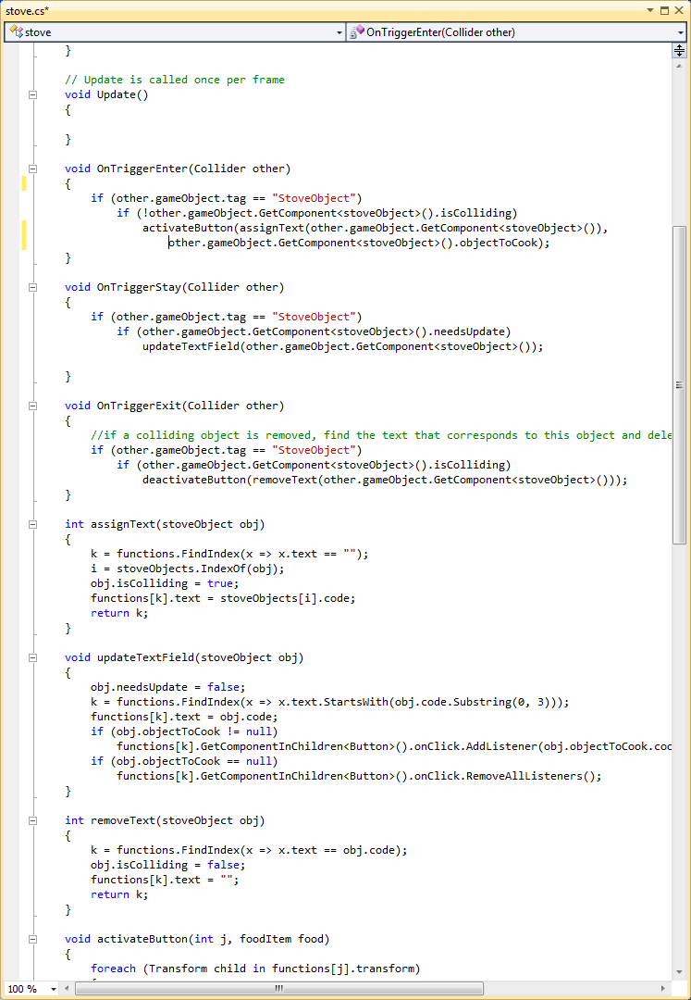 stove.cs*
stove OnTriggerEnter(Collider other)
}
// Update is called once per frame
void Update()
{
}
void OnTriggerEnter(Collider other)
{
if (other.gameObject.tag == "StoveObject")
if (!other.gameObject.GetComponent<stoveObject>().isColliding)
activateButton(assignText(other.gameObject.GetComponent<stoveObject>()),
other.gameObject.GetComponent<stoveObject>().objectToCook);
}
void OnTriggerStay(Collider other)
{
if (other.gameObject.tag == "StoveObject")
if (other.gameObject.GetComponent<stoveObject>().needsUpdate)
updateTextField(other.gameObject.GetComponent<stoveObject>());
}
void OnTriggerExit(Collider other)
{
//if a colliding object is removed, find the text that corresponds to this object and dele
if (other.gameObject.tag == "StoveObject")
if (other.gameObject.GetComponent<stoveObject>().isColliding)
deactivateButton(removeText(other.gameObject.GetComponent<stoveObject>()));
}
int assignText(stoveObject obj)
{
k = functions.FindIndex(x => x.text == "");
i = stoveObjects.IndexOf(obj);
obj.isColliding = true;
functions[k].text = stoveObjects[i].code;
return k;
}
void updateTextField(stoveObject obj)
{
obj.needsUpdate = false;
k = functions.FindIndex(x => x.text.StartsWith(obj.code.Substring(0, 3)));
functions[k].text = obj.code;
if (obj.objectToCook != null)
functions[k].GetComponentInChildren<Button>().onClick.AddListener(obj.objectToCook.coo
if (obj.objectToCook == null)
functions[k].GetComponentInChildren<Button>().onClick.RemoveAllListeners();
}
int removeText(stoveObject obj)
{
k = functions.FindIndex(x => x.text == obj.code);
obj.isColliding = false;
functions[k].text = "";
return k;
}
void activateButton(int j, foodItem food)
{
foreach (Transform child in functions[j].transform)
100 %